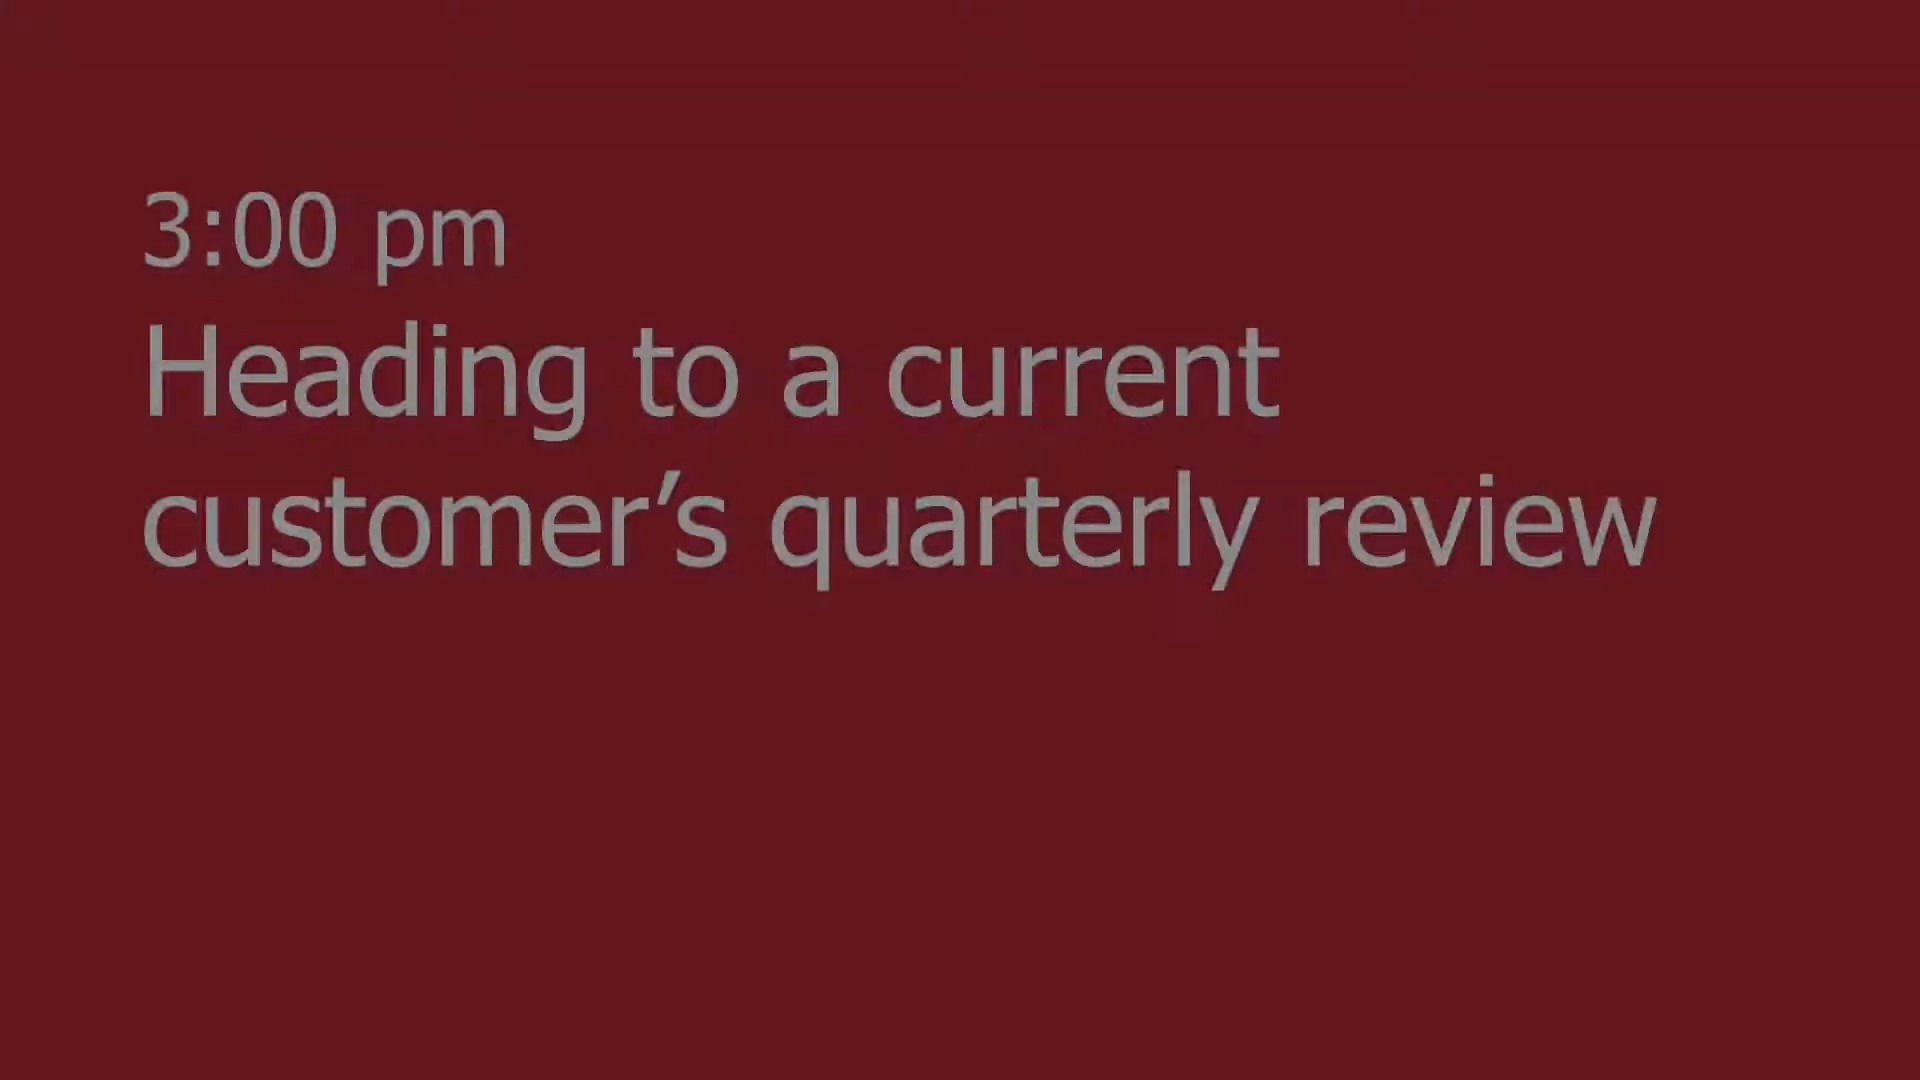 3:00 pm
Heading to a current
customer’s quarterly review